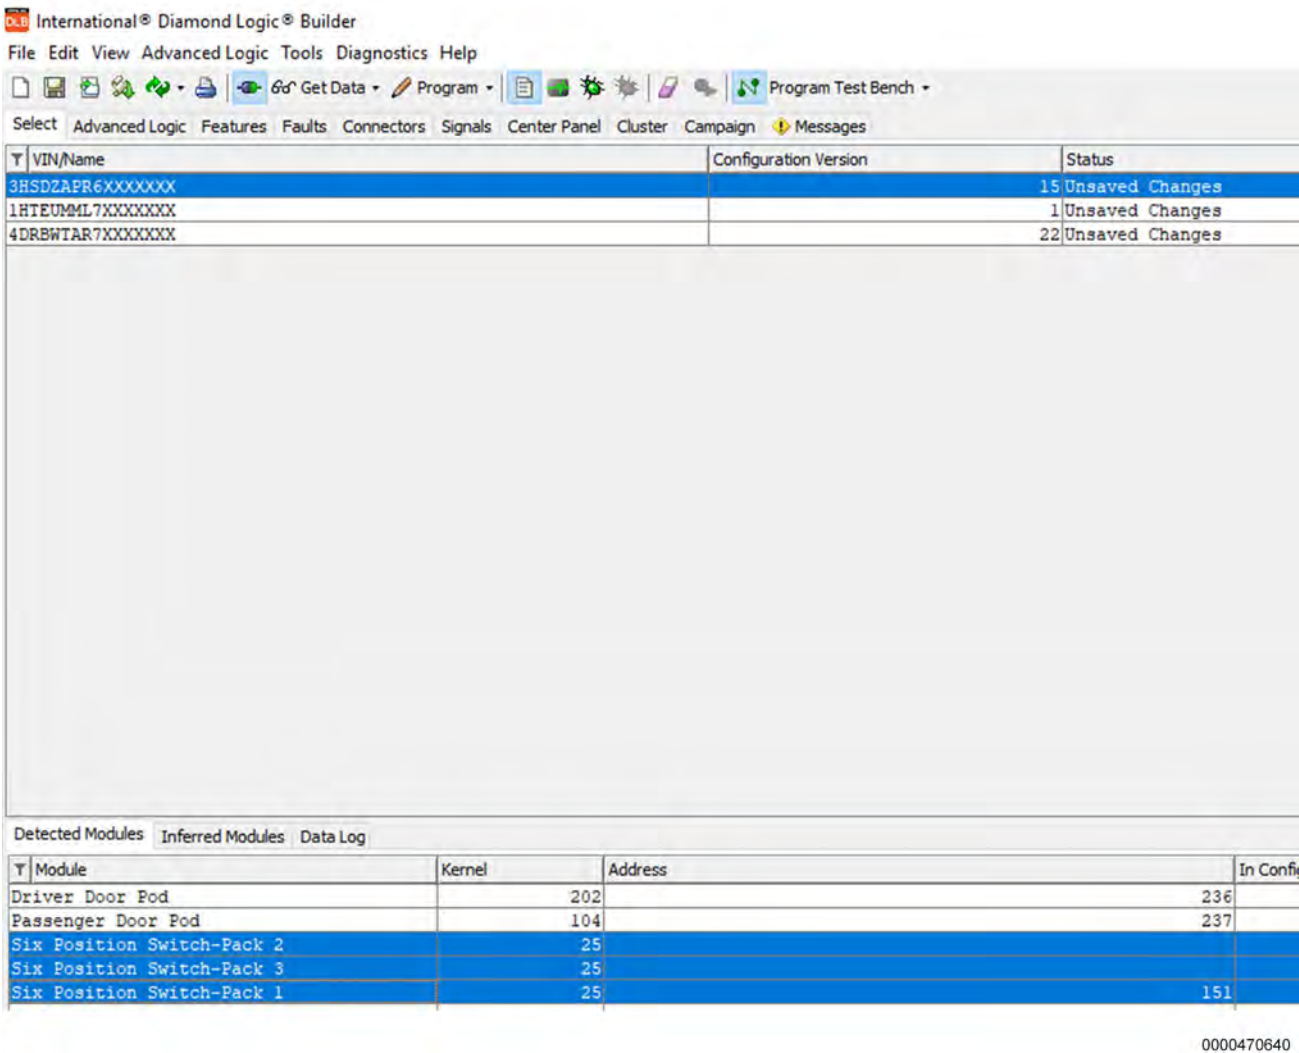 DLB International® Diamond Logic® Builder
File Edit View Advanced Logic Tools Diagnostics Help
Get Data Program Program Test Bench
Select Advanced Logic Features Faults Connectors Signals Center Panel Cluster Campaign Messages
VIN/Name Configuration Version Status
3HSDZAPR6XXXXXXX 15 Unsaved Changes
1HTEUMML7XXXXXXX 1 Unsaved Changes
4DRBWTAR7XXXXXXX 22 Unsaved Changes
Detected Modules Inferred Modules Data Log
Module Kernel Address In Config
Driver Door Pod 202 236
Passenger Door Pod 104 237
Six Position Switch-Pack 2 25
Six Position Switch-Pack 3 25
Six Position Switch-Pack 1 25 151
0000470640